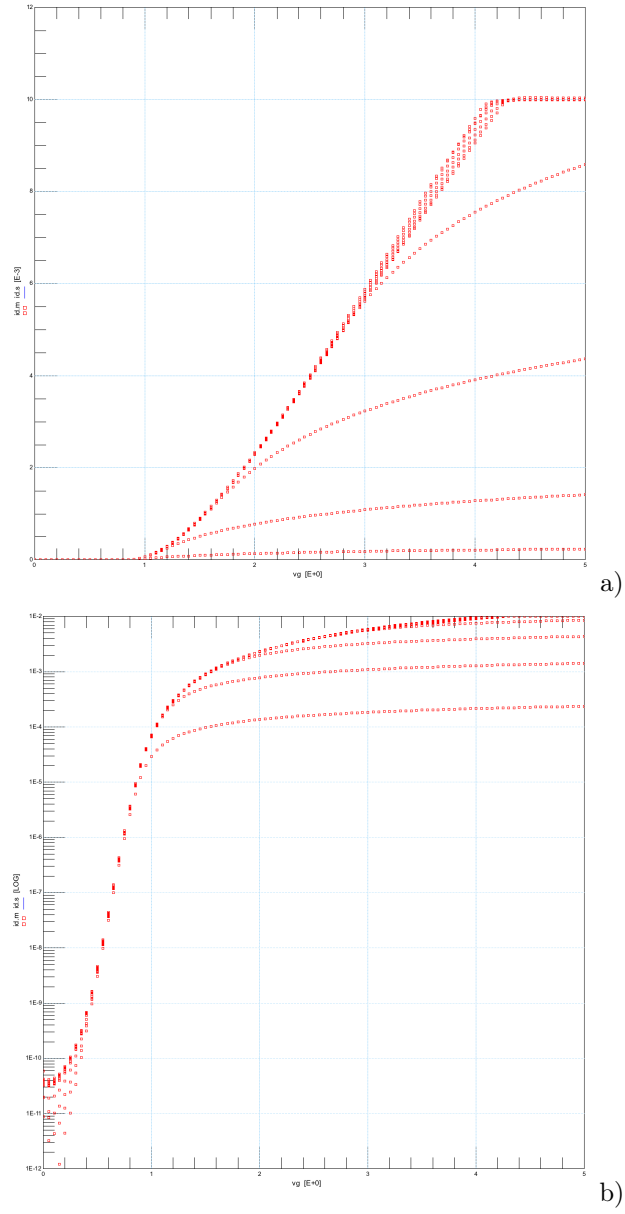 12
10
8
6
4
2
0
id.m id.s [E-3]
0 1 2 3 4 5
vg [E+0]
a)
1E-2
1E-3
1E-4
1E-5
1E-6
1E-7
1E-8
1E-9
1E-10
1E-11
1E-12
id.m id.s [LOG]
0 1 2 3 4 5
vg [E+0]
b)